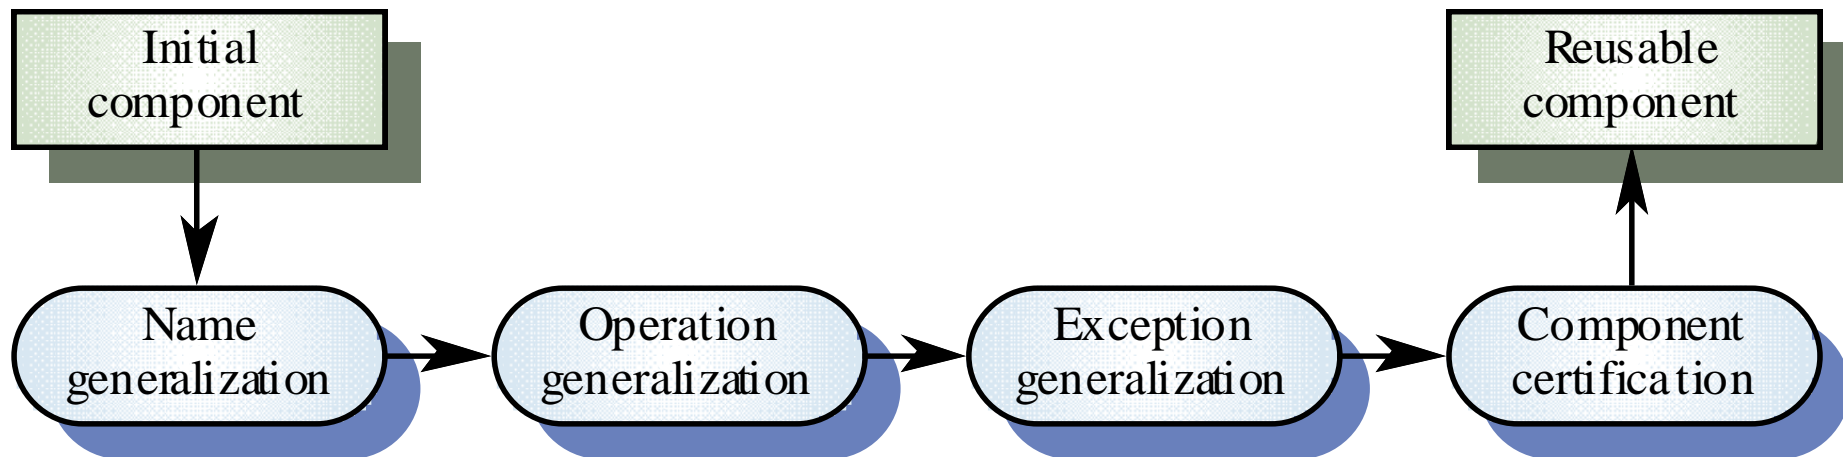 Initial
component
Reusable
component
Name
generalization
Operation
generalization
Exception
generalization
Component
certification